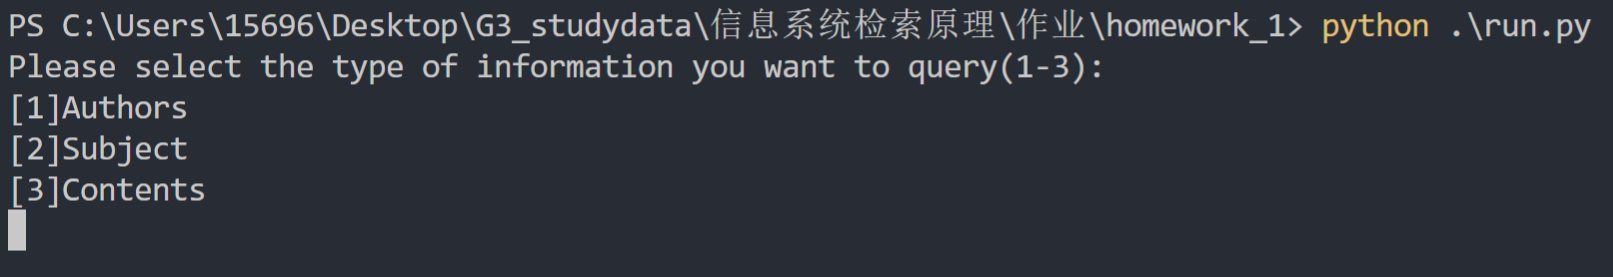 PS C:\Users\15696\Desktop\G3_studydata\信息系统检索原理\作业\homework_1> python .\run.py
Please select the type of information you want to query(1-3):
[1]Authors
[2]Subject
[3]Contents